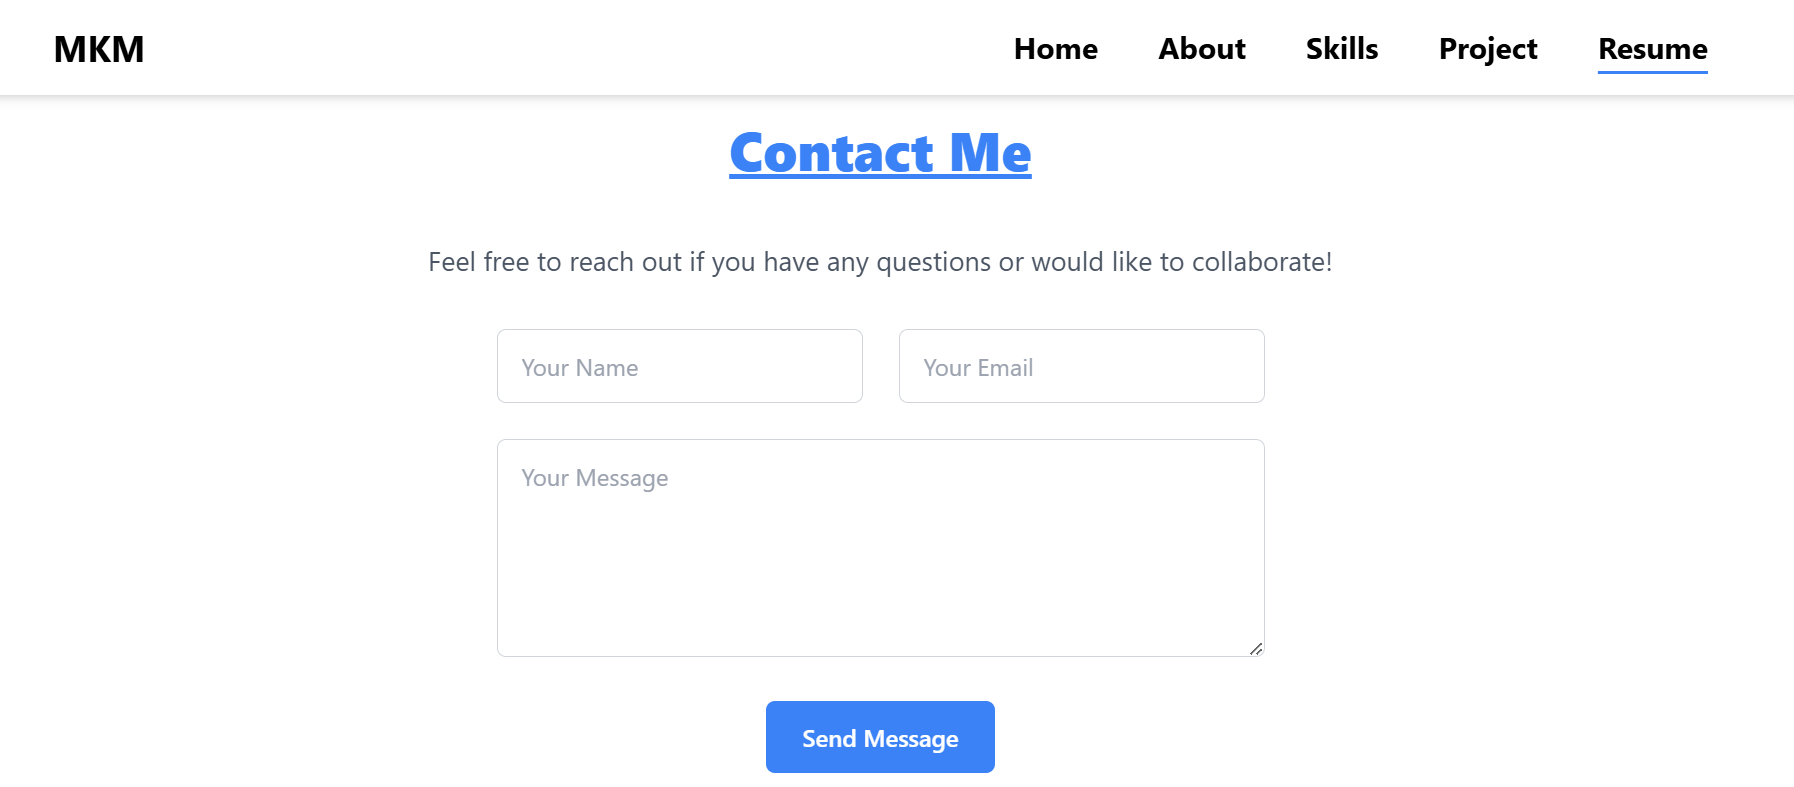 MKM Home About Skills Project Resume
Contact Me
Feel free to reach out if you have any questions or would like to collaborate!
Your Name Your Email
Your Message
Send Message